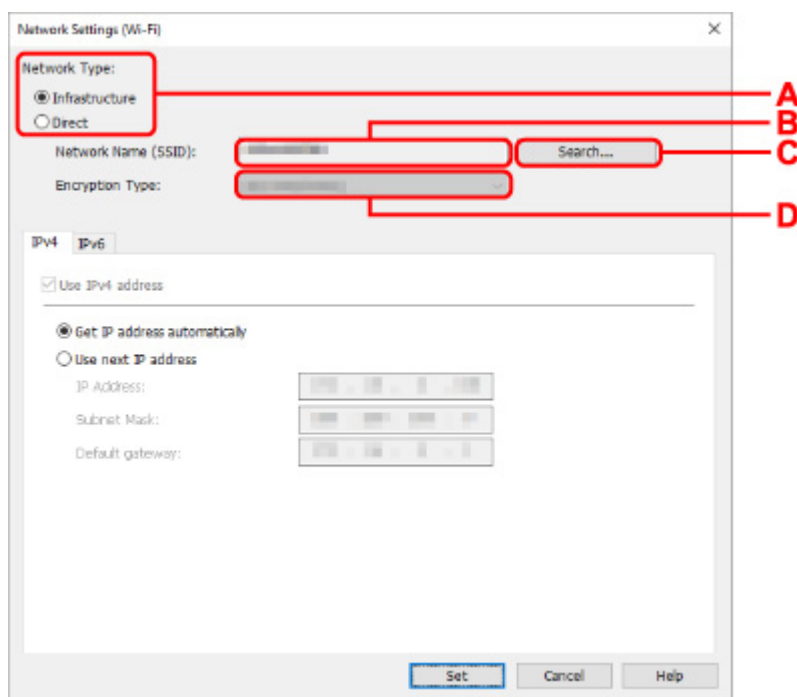 Network Settings (Wi-Fi)
Network Type:
Infrastructure
A
Direct
B
Network Name (SSID):
Search...
C
Encryption Type:
D
IPv4 IPv6
Use IPv4 address
Get IP address automatically
Use next IP address
IP Address:
Subnet Mask:
Default gateway:
Set Cancel Help